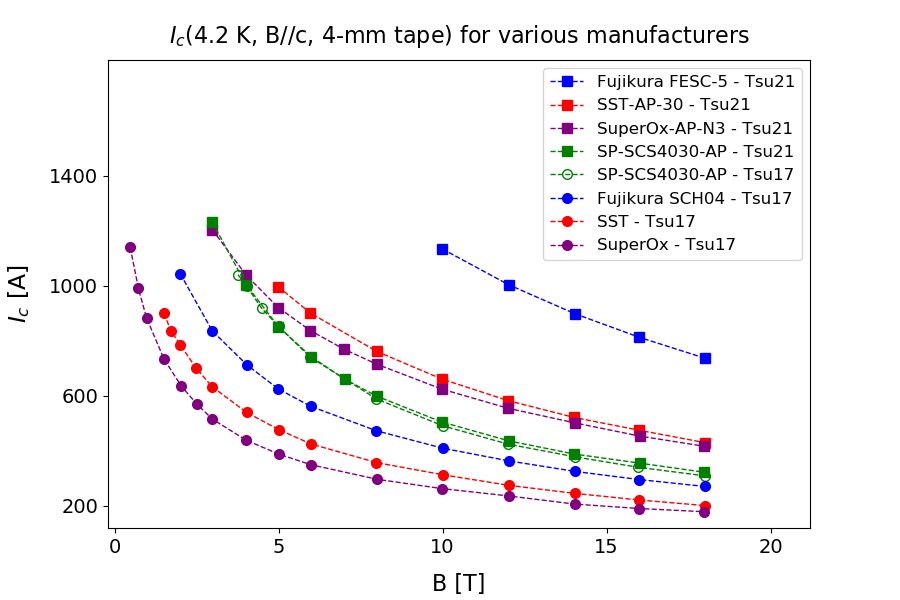 I_c(4.2 K, B//c, 4-mm tape) for various manufacturers
Fujikura FESC-5 - Tsu21
SST-AP-30 - Tsu21
SuperOx-AP-N3 - Tsu21
SP-SCS4030-AP - Tsu21
SP-SCS4030-AP - Tsu17
Fujikura SCH04 - Tsu17
SST - Tsu17
SuperOx - Tsu17
I_c [A]
1400
1000
600
200
0 5 10 15 20
B [T]